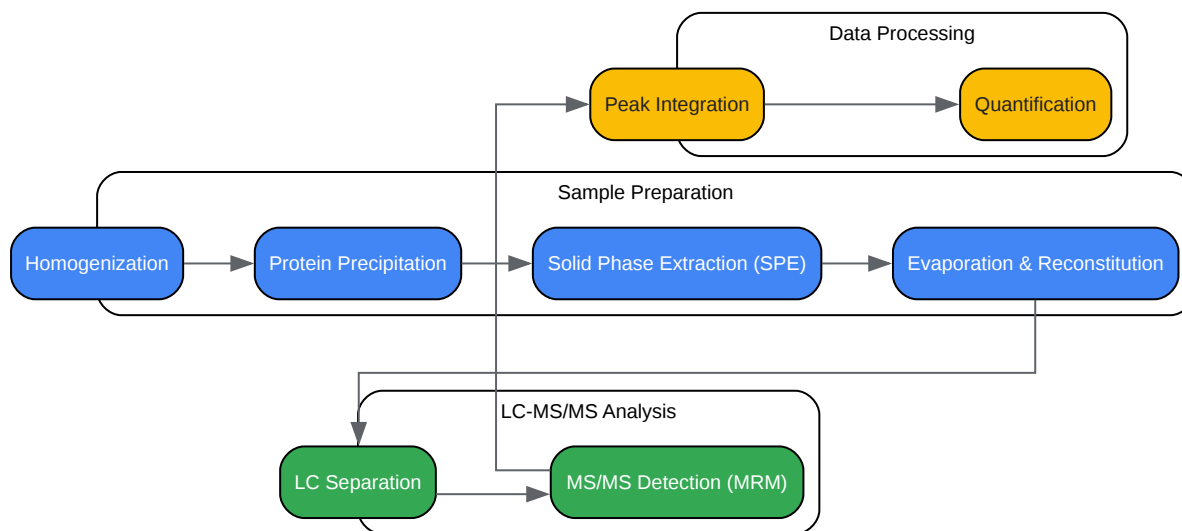 Data Processing
Peak Integration
Quantification
Sample Preparation
Homogenization
Protein Precipitation
Solid Phase Extraction (SPE)
Evaporation & Reconstitution
LC-MS/MS Analysis
LC Separation
MS/MS Detection (MRM)